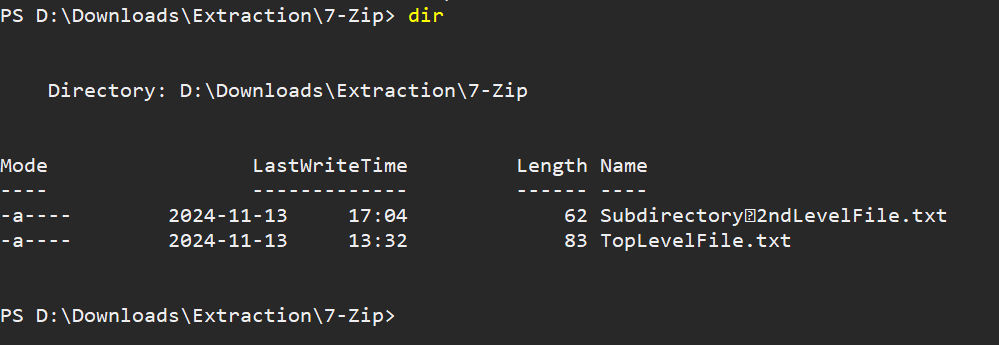 PS D:\Downloads\Extraction\7-Zip> dir
Directory: D:\Downloads\Extraction\7-Zip
Mode LastWriteTime Length Name
---- ------------- ------ ----
-a---- 2024-11-13 17:04 62 Subdirectory�2ndLevelFile.txt
-a---- 2024-11-13 13:32 83 TopLevelFile.txt
PS D:\Downloads\Extraction\7-Zip>